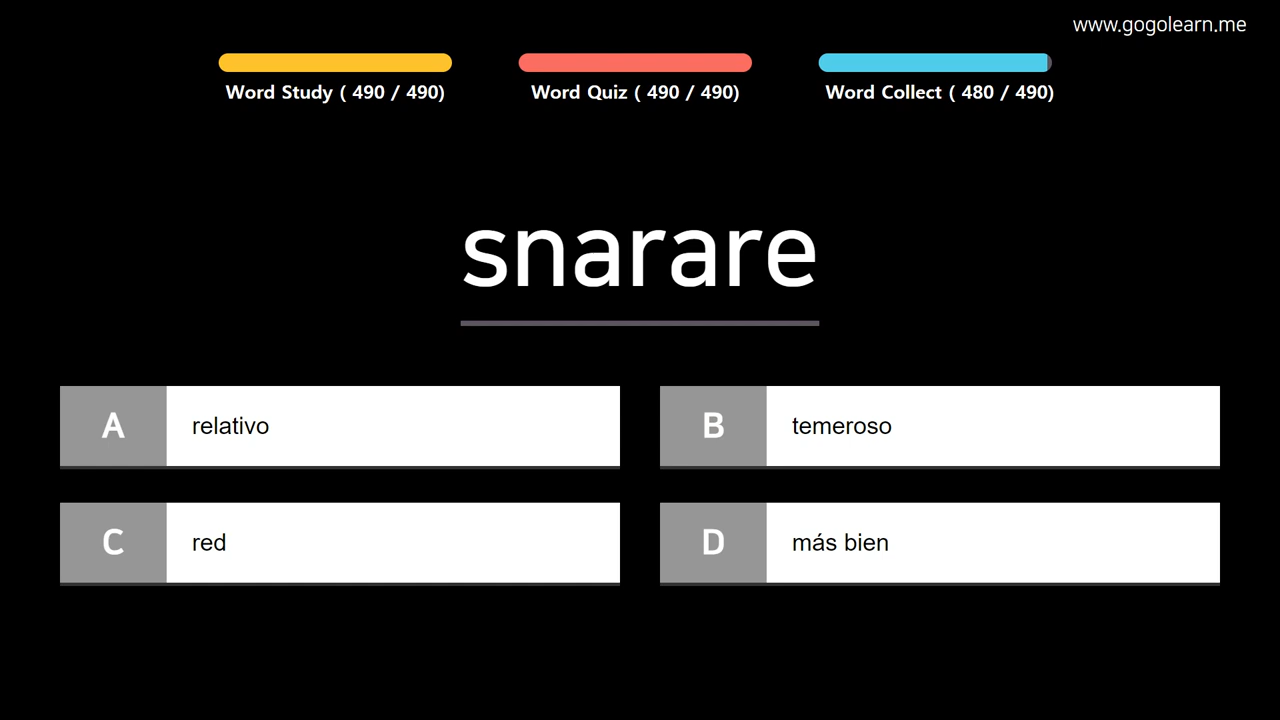 www.gogolearn.me
Word Study ( 490 / 490)
Word Quiz ( 490 / 490)
Word Collect ( 480 / 490)
snarare
A relativo
B temeroso
C red
D más bien